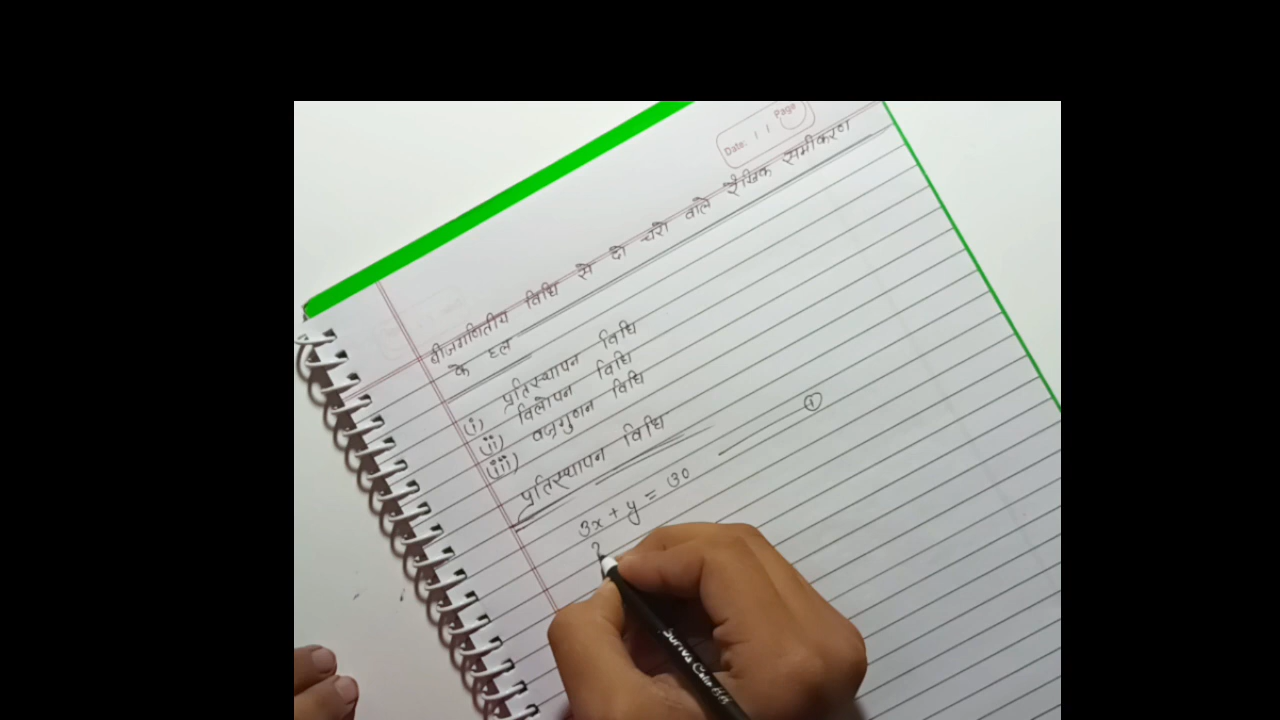 Date: / / Page
बीजगणितीय विधि से दो चरो वाले रैखिक समीकरण
के हल
(i) प्रतिस्थापन विधि
(ii) विलोपन विधि
(iii) वज्रगुणन विधि
प्रतिस्थापन विधि
3x + y = 30 ①